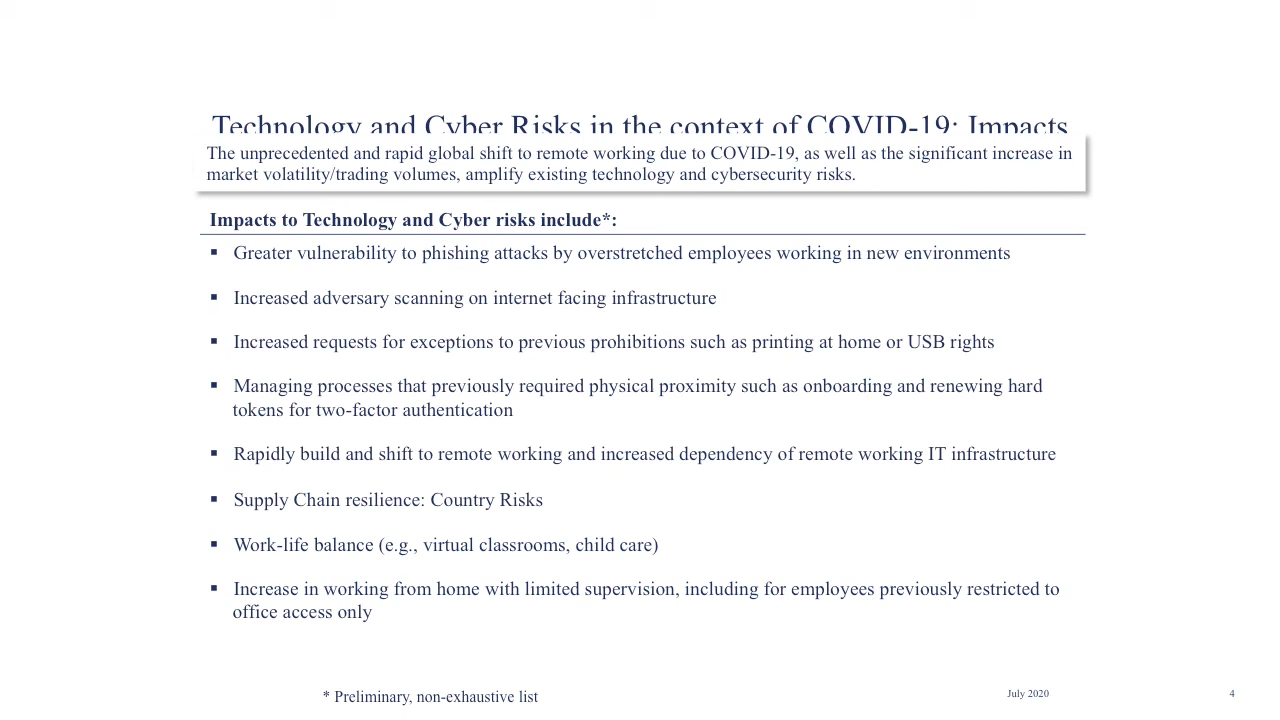 Technology and Cyber Risks in the context of COVID-19: Impacts
The unprecedented and rapid global shift to remote working due to COVID-19, as well as the significant increase in
market volatility/trading volumes, amplify existing technology and cybersecurity risks.
Impacts to Technology and Cyber risks include*:
▪ Greater vulnerability to phishing attacks by overstretched employees working in new environments
▪ Increased adversary scanning on internet facing infrastructure
▪ Increased requests for exceptions to previous prohibitions such as printing at home or USB rights
▪ Managing processes that previously required physical proximity such as onboarding and renewing hard
tokens for two-factor authentication
▪ Rapidly build and shift to remote working and increased dependency of remote working IT infrastructure
▪ Supply Chain resilience: Country Risks
▪ Work-life balance (e.g., virtual classrooms, child care)
▪ Increase in working from home with limited supervision, including for employees previously restricted to
office access only
* Preliminary, non-exhaustive list
July 2020
4